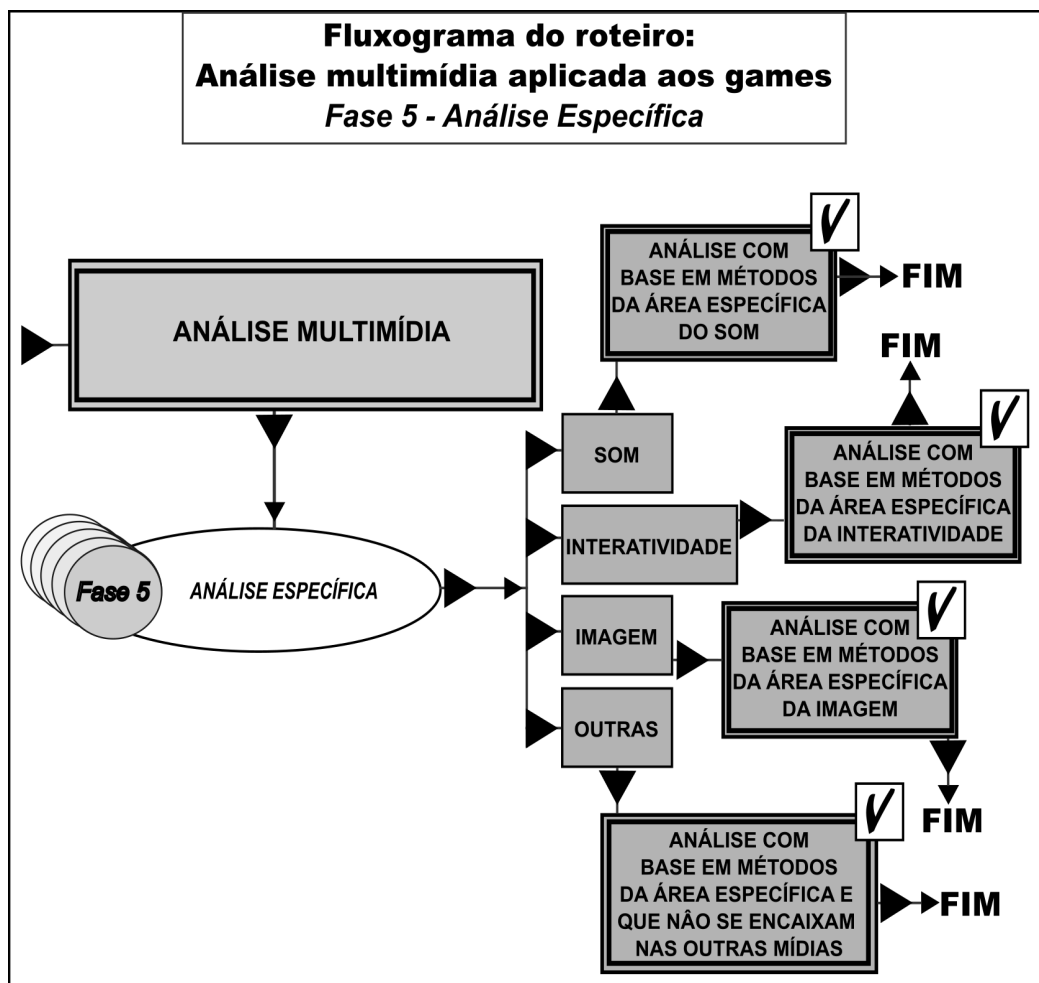 Fluxograma do roteiro:
Análise multimídia aplicada aos games
Fase 5 - Análise Específica
ANÁLISE MULTIMÍDIA
Fase 5
ANÁLISE ESPECÍFICA
SOM
INTERATIVIDADE
IMAGEM
OUTRAS
ANÁLISE COM
BASE EM MÉTODOS
DA ÁREA ESPECÍFICA
DO SOM
FIM
ANÁLISE COM
BASE EM MÉTODOS
DA ÁREA ESPECÍFICA
DA INTERATIVIDADE
FIM
ANÁLISE COM
BASE EM MÉTODOS
DA ÁREA ESPECÍFICA
DA IMAGEM
FIM
ANÁLISE COM
BASE EM MÉTODOS
DA ÁREA ESPECÍFICA E
QUE NÂO SE ENCAIXAM
NAS OUTRAS MÍDIAS
FIM